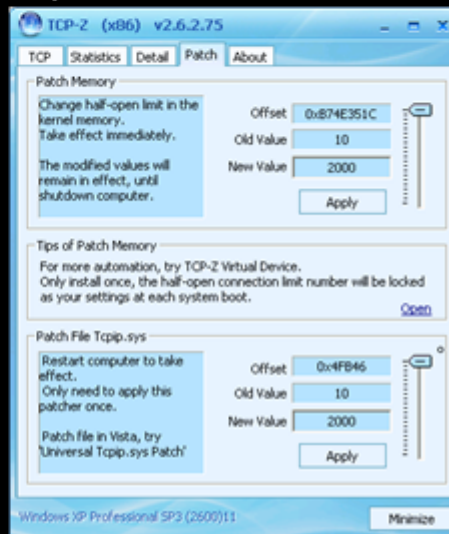 TCP-Z (x86) v2.6.2.75
TCP Statistics Detail Patch About
Patch Memory
Change half-open limit in the
kernel memory.
Take effect immediately.
The modified values will
remain in effect, until
shutdown computer.
Offset 0xB74E351C
Old Value 10
New Value 2000
Apply
Tips of Patch Memory
For more automation, try TCP-Z Virtual Device.
Only install once, the half-open connection limit number will be locked
as your settings at each system boot.
Open
Patch File Tcpip.sys
Restart computer to take
effect.
Only need to apply this
patcher once.
Patch file in Vista, try
'Universal Tcpip.sys Patch'
Offset 0x4FB46
Old Value 10
New Value 2000
Apply
Windows XP Professional SP3 (2600)11
Minimize